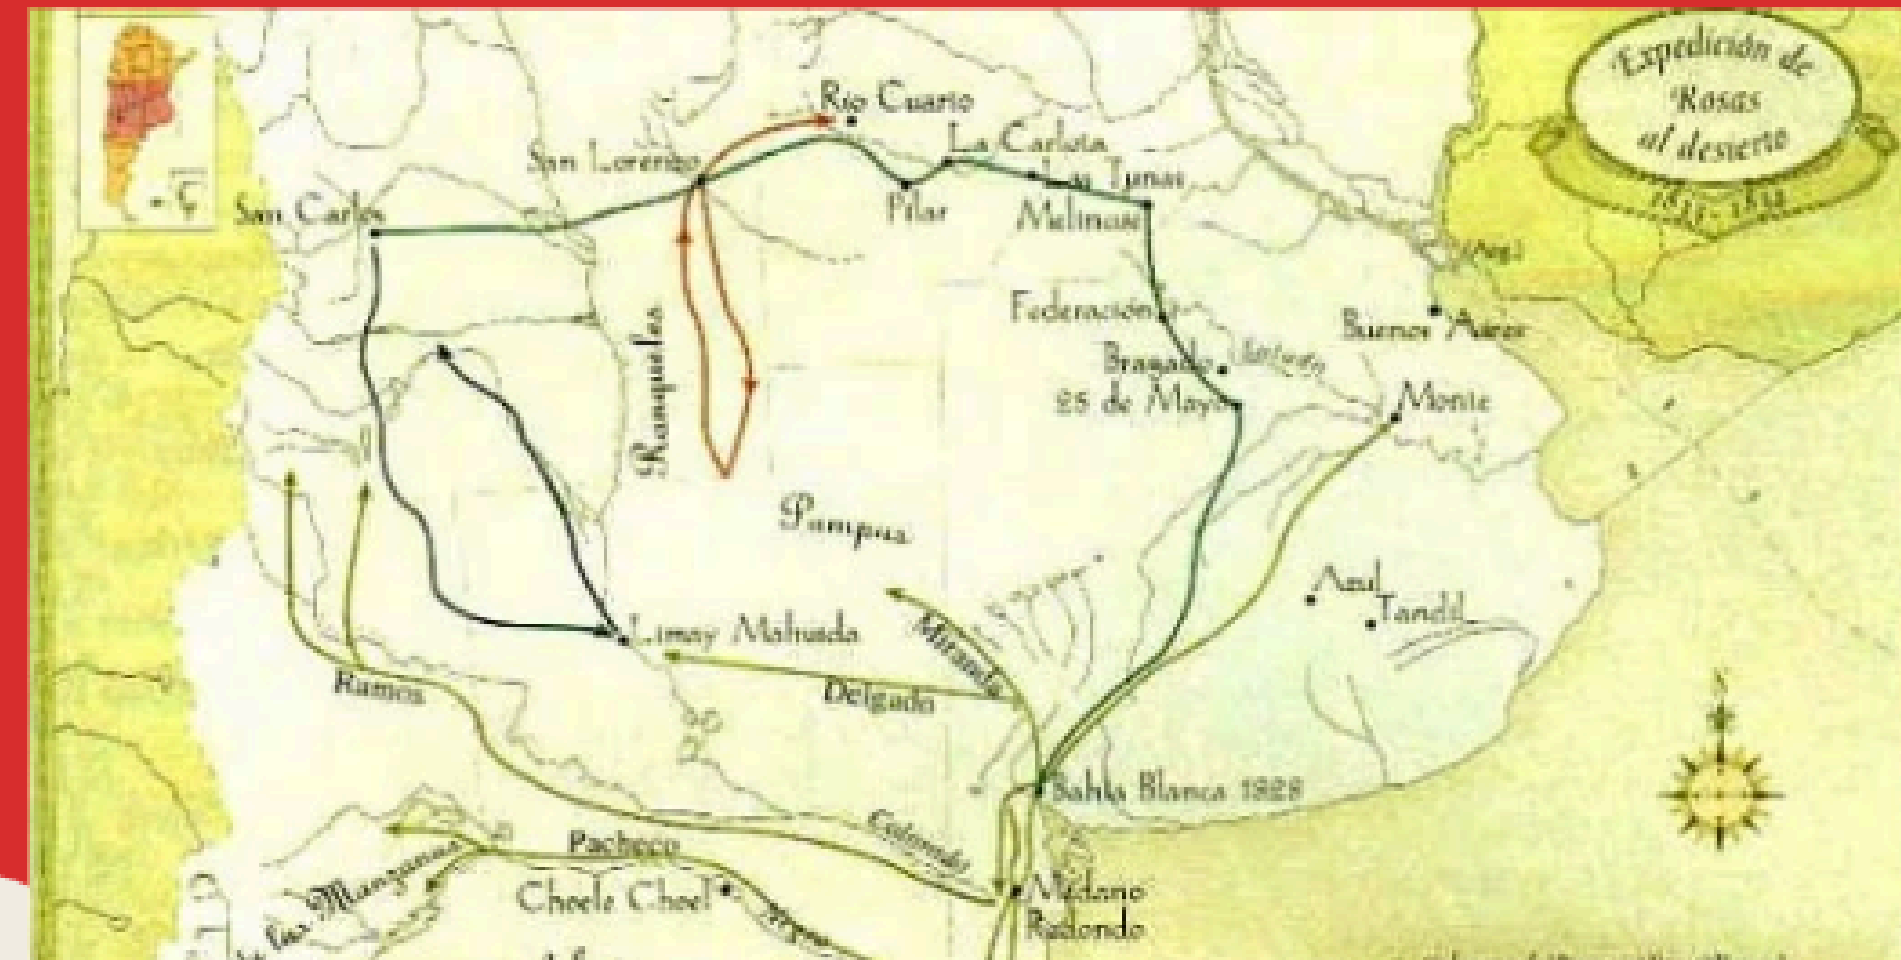 Expedición de
Rosas
al desierto
Río Cuarto
La Carlota
San Lorenzo
Las Tunas
San Carlos
Pilar
Melincué
Federación
Buenos Aires
Bragado
25 de Mayo
Monte
Ranqueles
Pampas
Azul
Tandil
Limay Mahuida
Miranda
Delgado
Ramos
Bahía Blanca 1828
Colorado
Pacheco
Manzanas
Choele Choel
Médano
Redondo
Negro